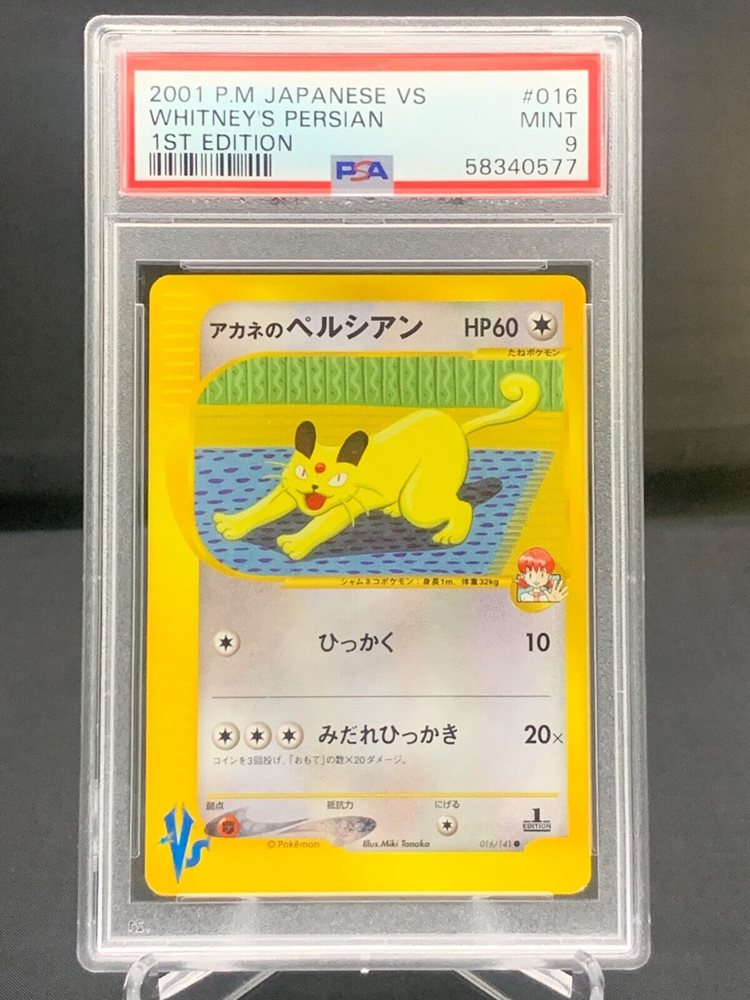 2001 P.M JAPANESE VS #016
WHITNEY'S PERSIAN MINT
1ST EDITION 9
PSA 58340577
アカネのペルシアン HP60
たねポケモン
シャムネコポケモン：身長1m、体重32kg
ひっかく 10
みだれひっかき 20×
コインを3回投げ、「おもて」の数×20ダメージ。
弱点 抵抗力 にげる
1
EDITION
VS
© Pokémon Illus.Miki Tanaka 016/141